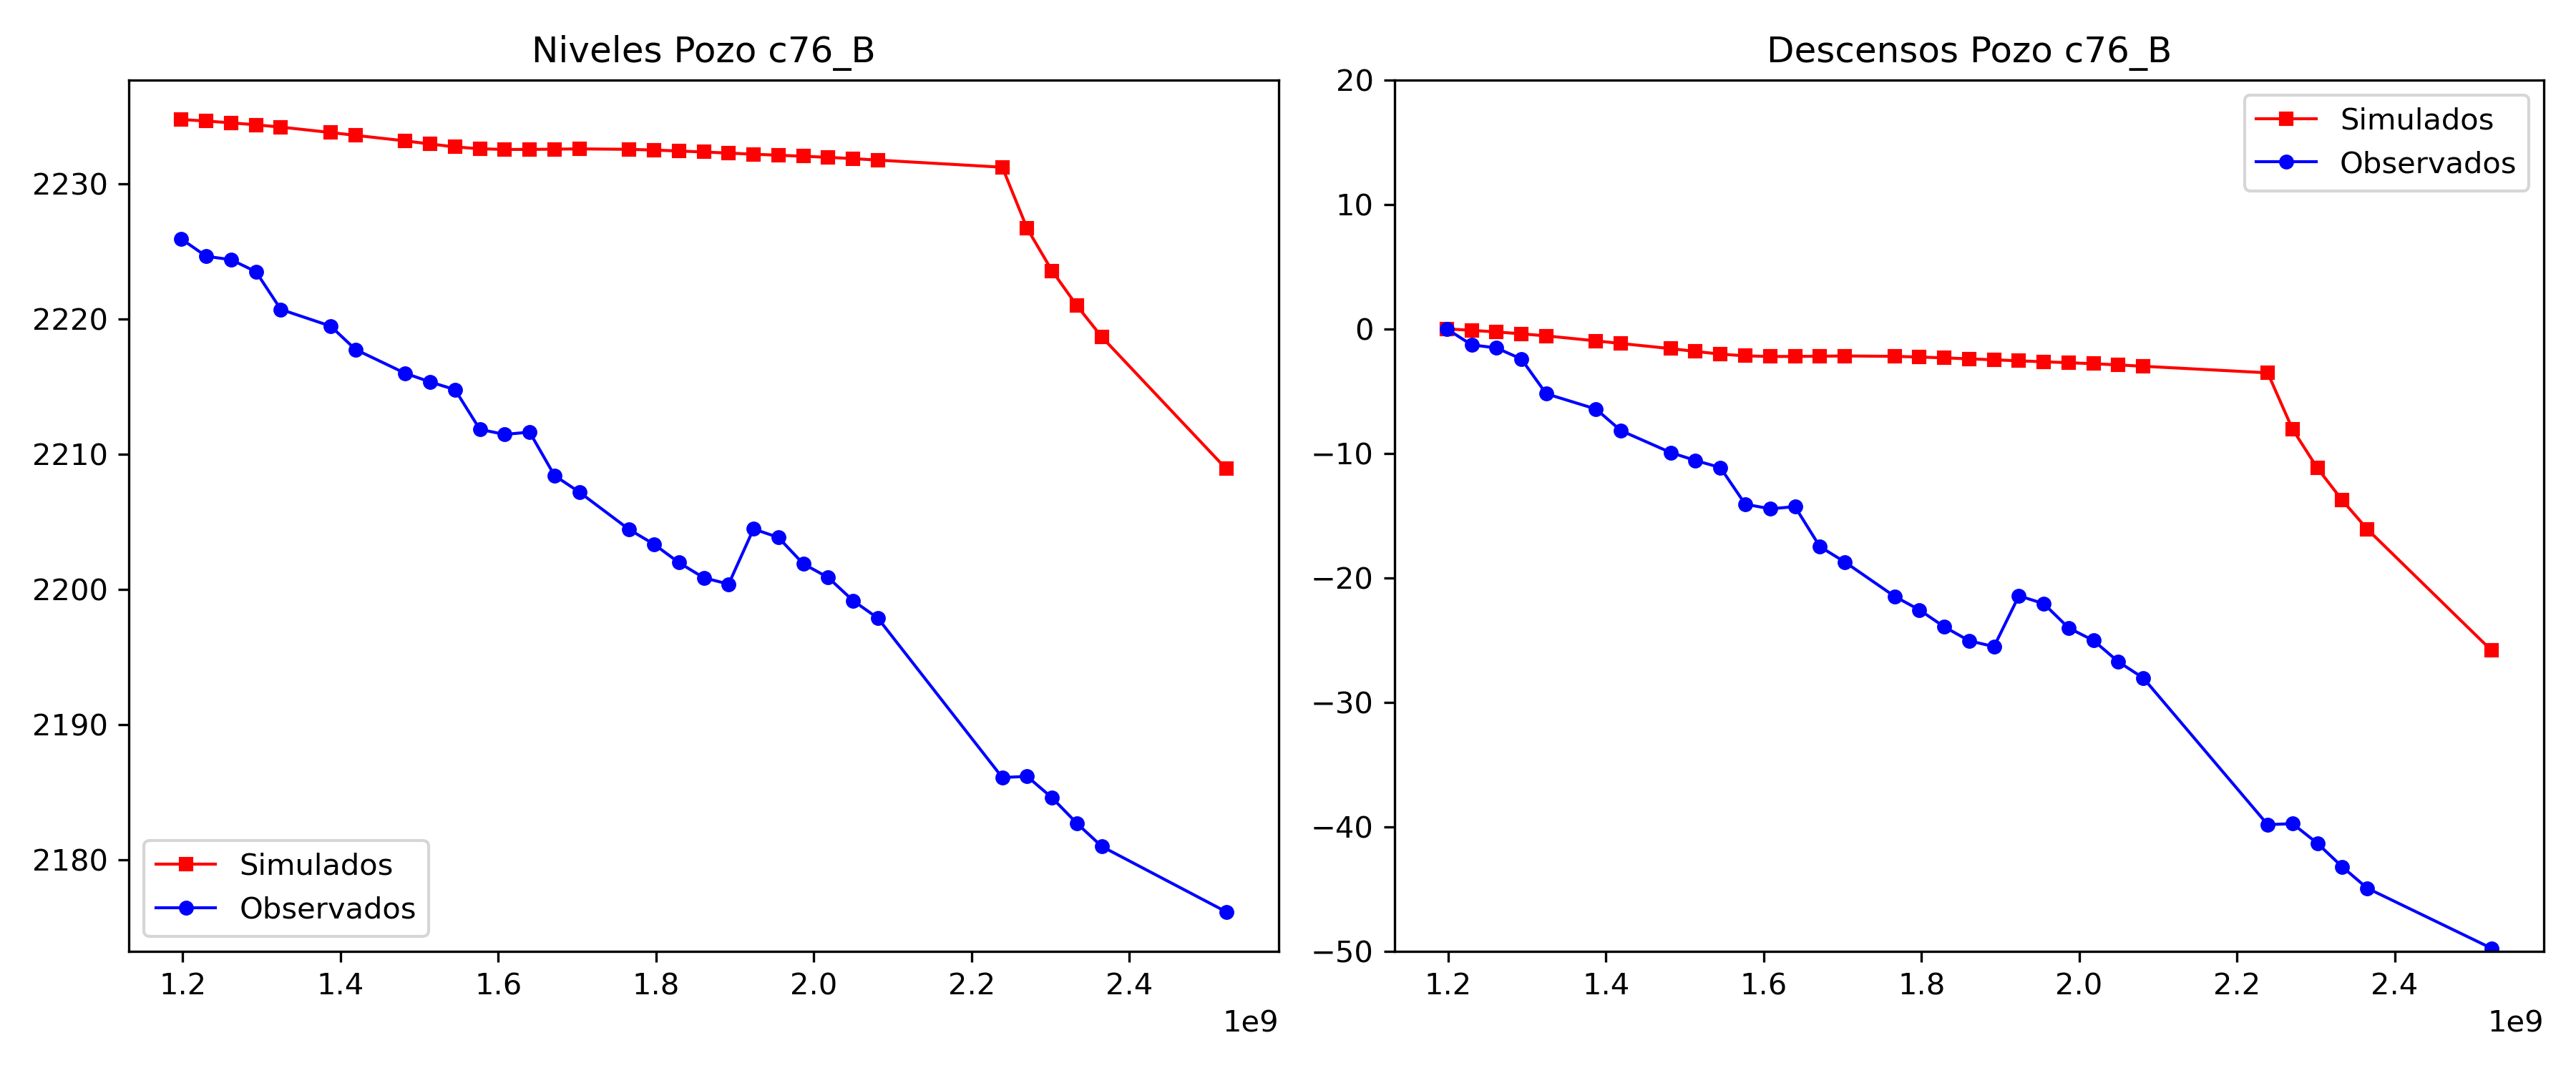 Niveles Pozo c76_B
2230
2220
2210
2200
2190
2180
Simulados
Observados
1.2 1.4 1.6 1.8 2.0 2.2 2.4
1e9
Descensos Pozo c76_B
20
10
0
−10
−20
−30
−40
−50
Simulados
Observados
1.2 1.4 1.6 1.8 2.0 2.2 2.4
1e9